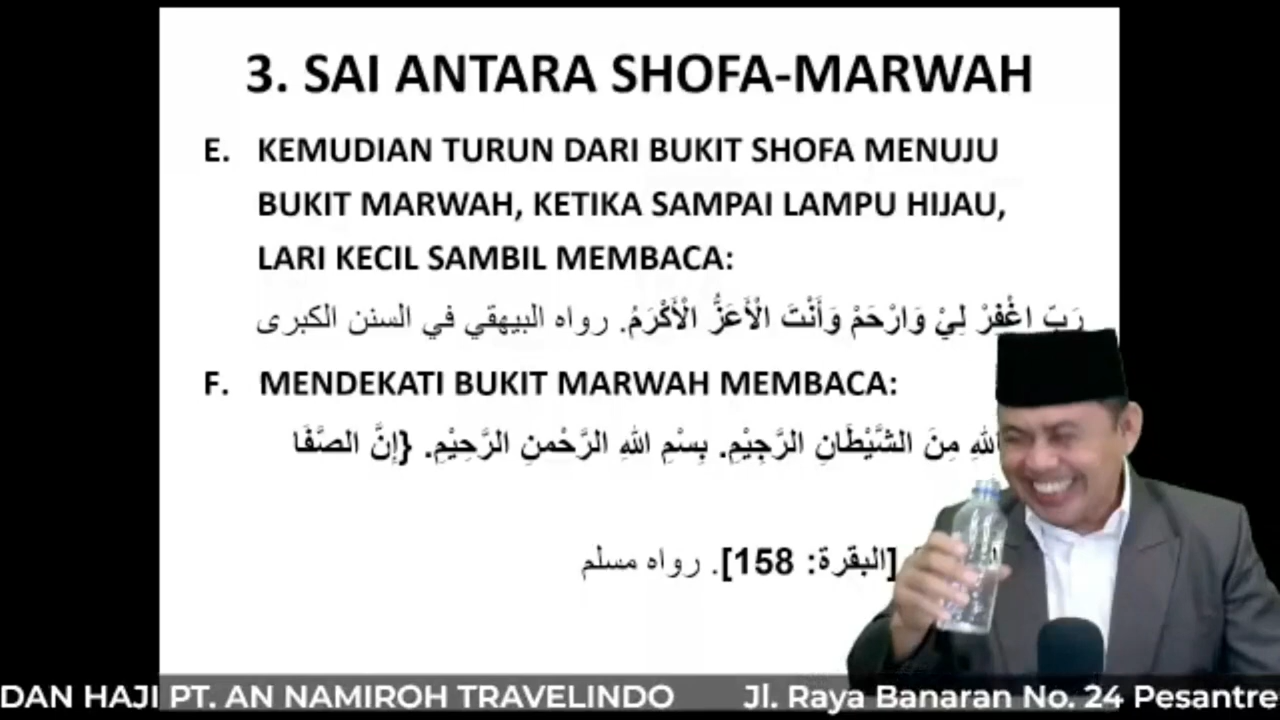 3. SAI ANTARA SHOFA-MARWAH
E. KEMUDIAN TURUN DARI BUKIT SHOFA MENUJU
BUKIT MARWAH, KETIKA SAMPAI LAMPU HIJAU,
LARI KECIL SAMBIL MEMBACA:
رَبِّ اغْفِرْ لِيْ وَارْحَمْ وَأَنْتَ الْأَعَزُّ الْأَكْرَمُ. رواه البيهقي في السنن الكبرى
F. MENDEKATI BUKIT MARWAH MEMBACA:
مِنَ الشَّيْطَانِ الرَّجِيْمِ. بِسْمِ اللهِ الرَّحْمنِ الرَّحِيْمِ. {إِنَّ الصَّفَا
[البقرة: 158]. رواه مسلم
DAN HAJI PT. AN NAMIROH TRAVELINDO Jl. Raya Banaran No. 24 Pesantre